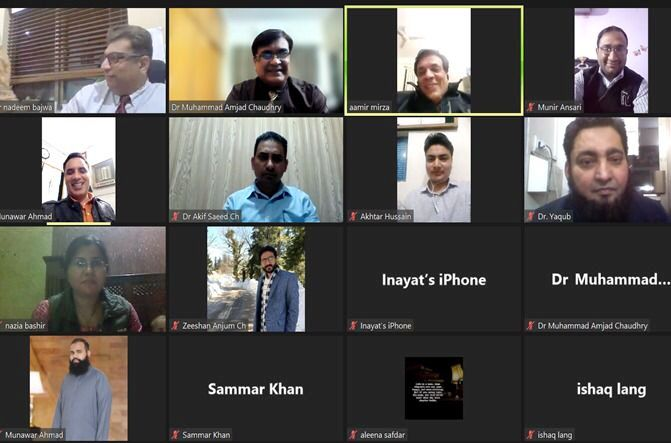 r nadeem bajwa
Dr Muhammad Amjad Chaudhry
aamir mirza
Munir Ansari
Munawar Ahmad
Dr Akif Saeed Ch
Akhtar Hussain
Dr. Yaqub
nazia bashir
Zeeshan Anjum Ch
Inayat's iPhone
Inayat's iPhone
Dr Muhammad...
Dr Muhammad Amjad Chaudhry
Munawar Ahmad
Sammar Khan
Sammar Khan
aleena safdar
ishaq lang
ishaq lang